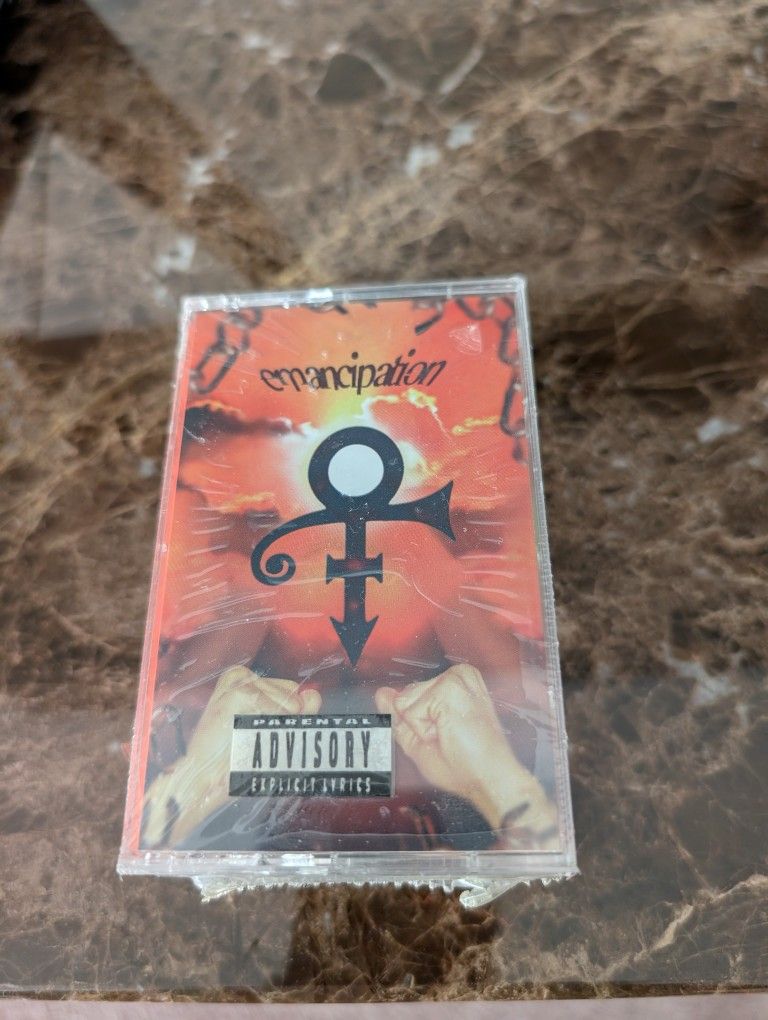 emancipation
PARENTAL
ADVISORY
EXPLICIT LYRICS